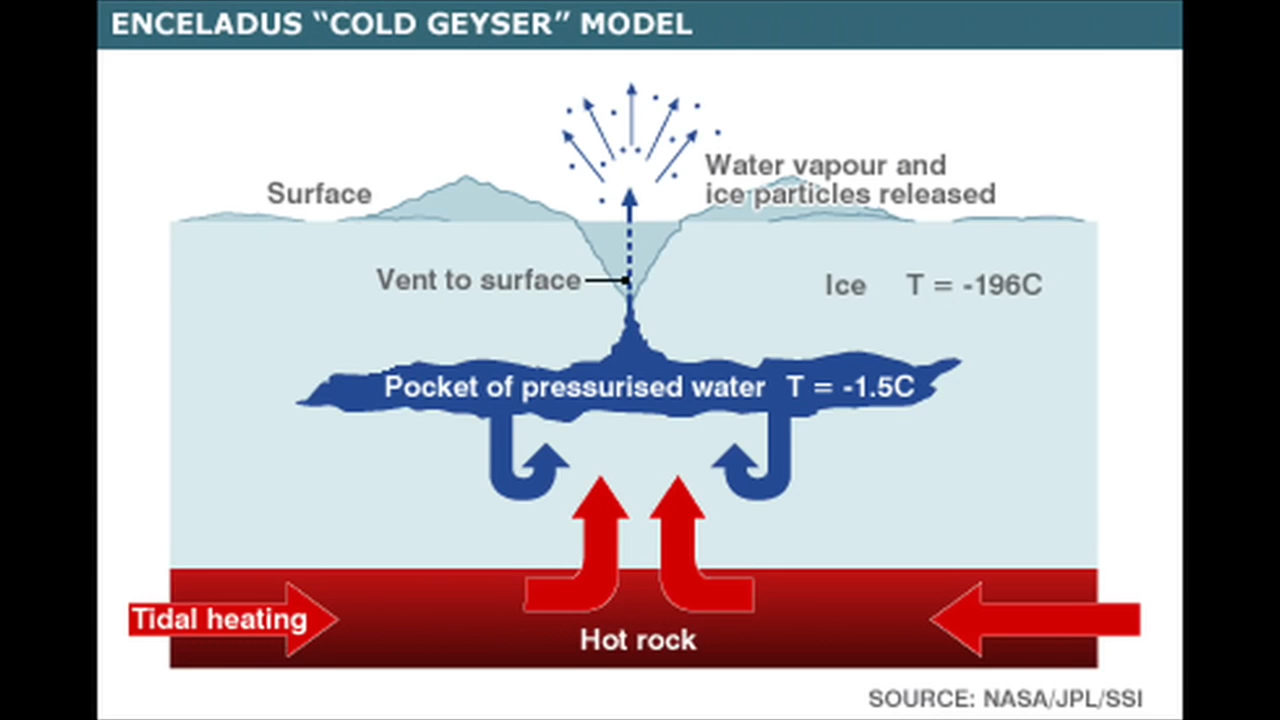 ENCELADUS “COLD GEYSER” MODEL
Water vapour and
ice particles released
Surface
Vent to surface
Ice T = -196C
Pocket of pressurised water T = -1.5C
Tidal heating
Hot rock
SOURCE: NASA/JPL/SSI